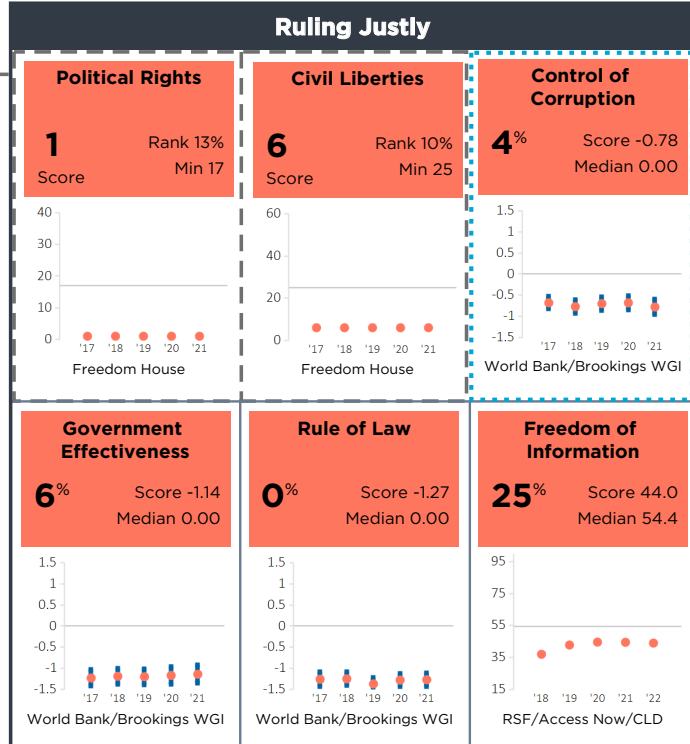 Ruling Justly
Political Rights
1
Score
Rank 13%
Min 17
40
30
20
10
0
'17 '18 '19 '20 '21
Freedom House
Civil Liberties
6
Score
Rank 10%
Min 25
60
40
20
0
'17 '18 '19 '20 '21
Freedom House
Control of
Corruption
4%
Score -0.78
Median 0.00
1.5
1
0.5
0
-0.5
-1
-1.5
'17 '18 '19 '20 '21
World Bank/Brookings WGI
Government
Effectiveness
6%
Score -1.14
Median 0.00
1.5
1
0.5
0
-0.5
-1
-1.5
'17 '18 '19 '20 '21
World Bank/Brookings WGI
Rule of Law
0%
Score -1.27
Median 0.00
1.5
1
0.5
0
-0.5
-1
-1.5
'17 '18 '19 '20 '21
World Bank/Brookings WGI
Freedom of
Information
25%
Score 44.0
Median 54.4
95
75
55
35
15
'18 '19 '20 '21 '22
RSF/Access Now/CLD